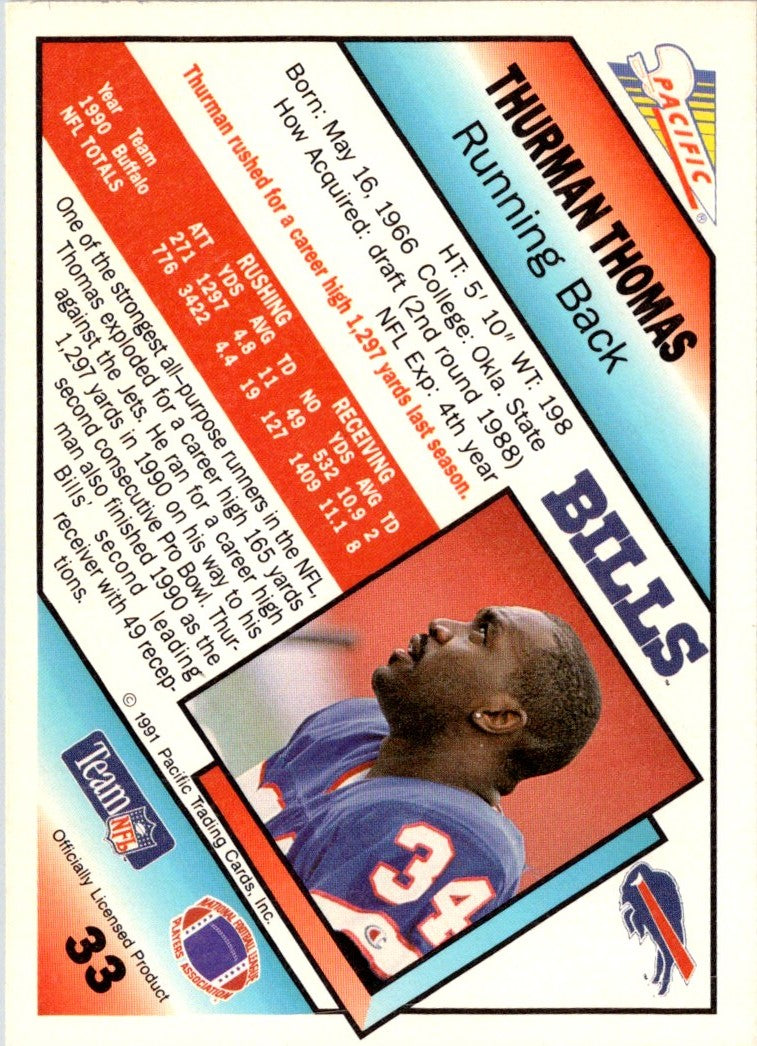 PACIFIC
®
THURMAN THOMAS
Running Back
BILLS
HT: 5' 10" WT: 198
Born: May 16, 1966 College: Okla. State
How Acquired: draft (2nd round 1988)
NFL Exp: 4th year
Thurman rushed for a career high 1,297 yards last season.
RUSHING RECEIVING
Year Team ATT YDS AVG TD NO YDS AVG TD
1990 Buffalo 271 1297 4.8 11 49 532 10.9 2
NFL TOTALS 776 3422 4.4 19 127 1409 11.1 8
One of the strongest all-purpose runners in the NFL,
Thomas exploded for a career high 165 yards
against the Jets. He ran for a career high
1,297 yards in 1990 on his way to his
second consecutive Pro Bowl. Thur-
man also finished 1990 as the
Bills' second leading
receiver with 49 recep-
tions.
34
© 1991 Pacific Trading Cards, Inc.
Team NFL
NATIONAL FOOTBALL LEAGUE
PLAYERS ASSOCIATION
Officially Licensed Product
33